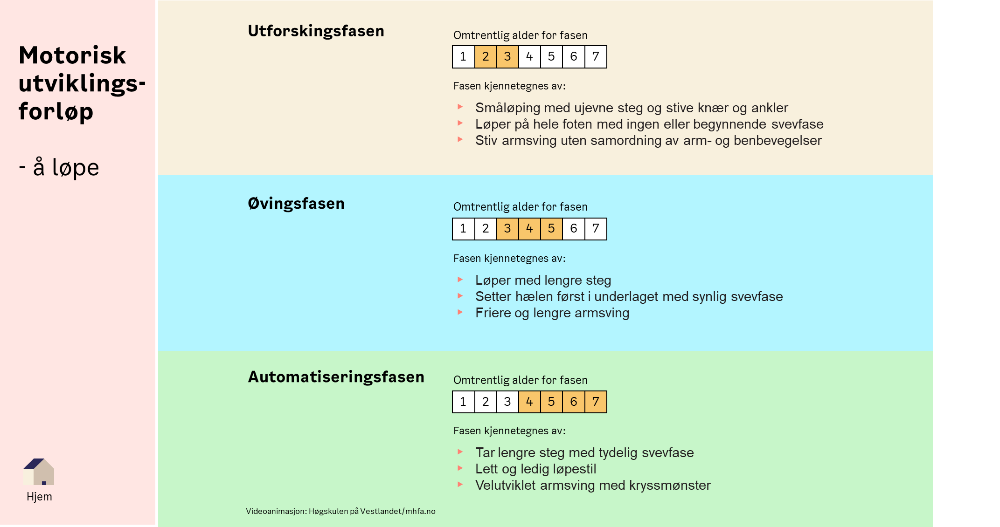 Motorisk
utviklings-
forløp
- å løpe
Hjem
Utforskingsfasen
Omtrentlig alder for fasen
1 2 3 4 5 6 7
Fasen kjennetegnes av:
Småløping med ujevne steg og stive knær og ankler
Løper på hele foten med ingen eller begynnende svevfase
Stiv armsving uten samordning av arm- og benbevegelser
Øvingsfasen
Omtrentlig alder for fasen
1 2 3 4 5 6 7
Fasen kjennetegnes av:
Løper med lengre steg
Setter hælen først i underlaget med synlig svevfase
Friere og lengre armsving
Automatiseringsfasen
Omtrentlig alder for fasen
1 2 3 4 5 6 7
Fasen kjennetegnes av:
Tar lengre steg med tydelig svevfase
Lett og ledig løpestil
Velutviklet armsving med kryssmønster
Videoanimasjon: Høgskulen på Vestlandet/mhfa.no